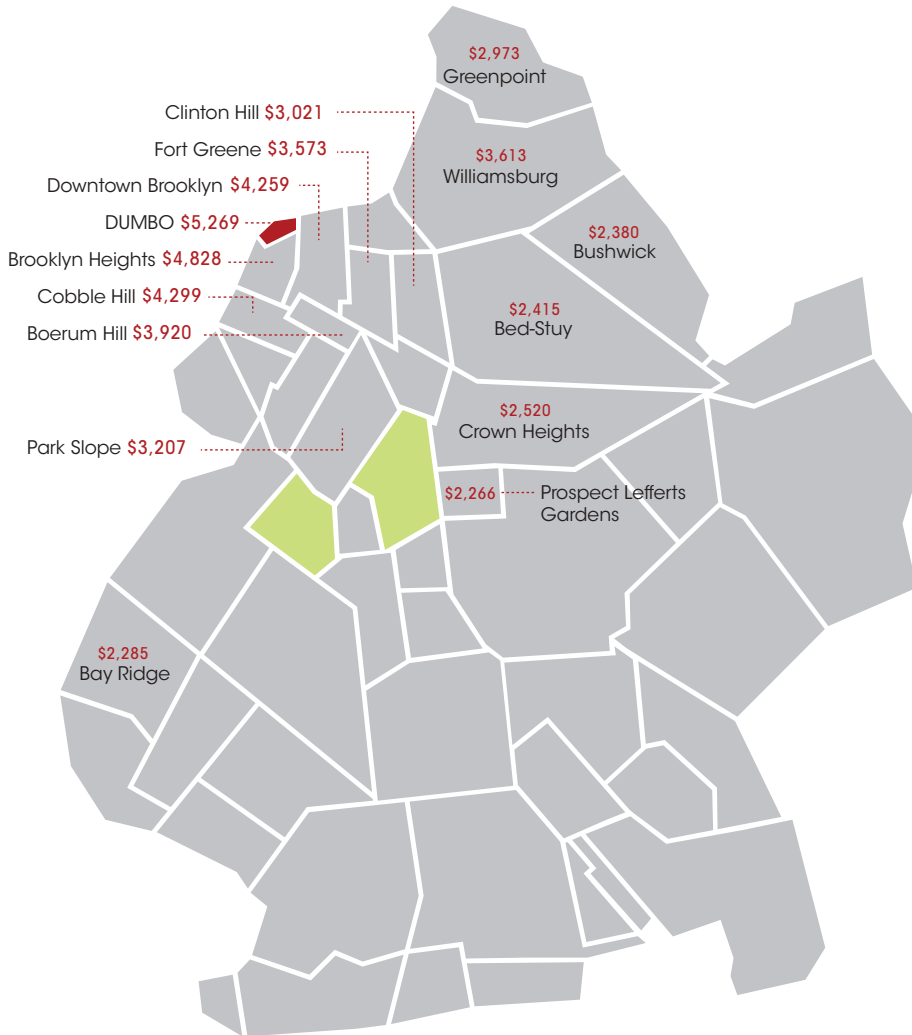 $2,973
Greenpoint
Clinton Hill $3,021
Fort Greene $3,573
$3,613
Williamsburg
Downtown Brooklyn $4,259
DUMBO $5,269
$2,380
Bushwick
Brooklyn Heights $4,828
Cobble Hill $4,299
$2,415
Bed-Stuy
Boerum Hill $3,920
$2,520
Crown Heights
Park Slope $3,207
$2,266 Prospect Lefferts
Gardens
$2,285
Bay Ridge